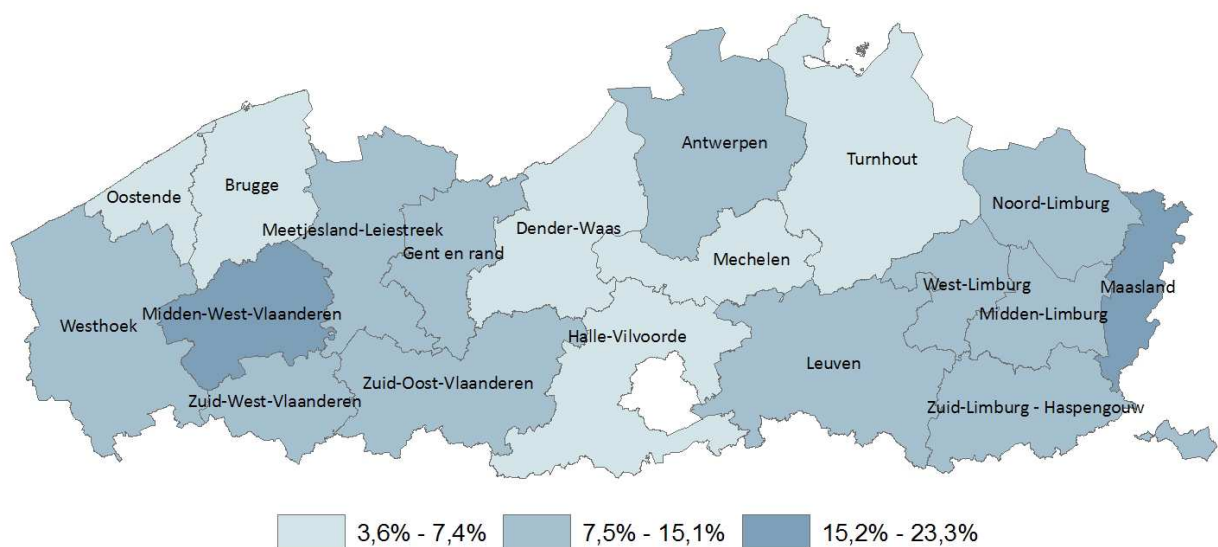 Antwerpen
Turnhout
Brugge
Oostende
Noord-Limburg
Meetjesland-Leiestreek
Dender-Waas
Gent en rand
Mechelen
West-Limburg
Maasland
Midden-West-Vlaanderen
Midden-Limburg
Westhoek
Halle-Vilvoorde
Leuven
Zuid-Oost-Vlaanderen
Zuid-West-Vlaanderen
Zuid-Limburg - Haspengouw
3,6% - 7,4% 7,5% - 15,1% 15,2% - 23,3%